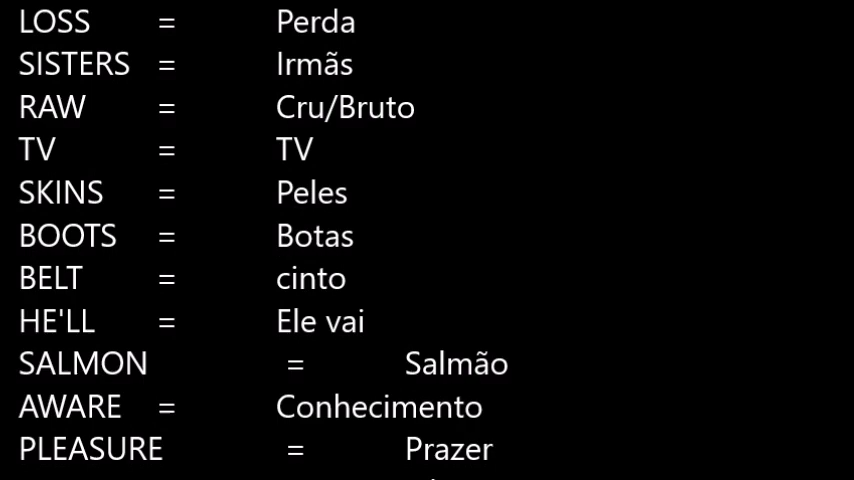 LOSS = Perda
SISTERS = Irmãs
RAW = Cru/Bruto
TV = TV
SKINS = Peles
BOOTS = Botas
BELT = cinto
HE'LL = Ele vai
SALMON = Salmão
AWARE = Conhecimento
PLEASURE = Prazer